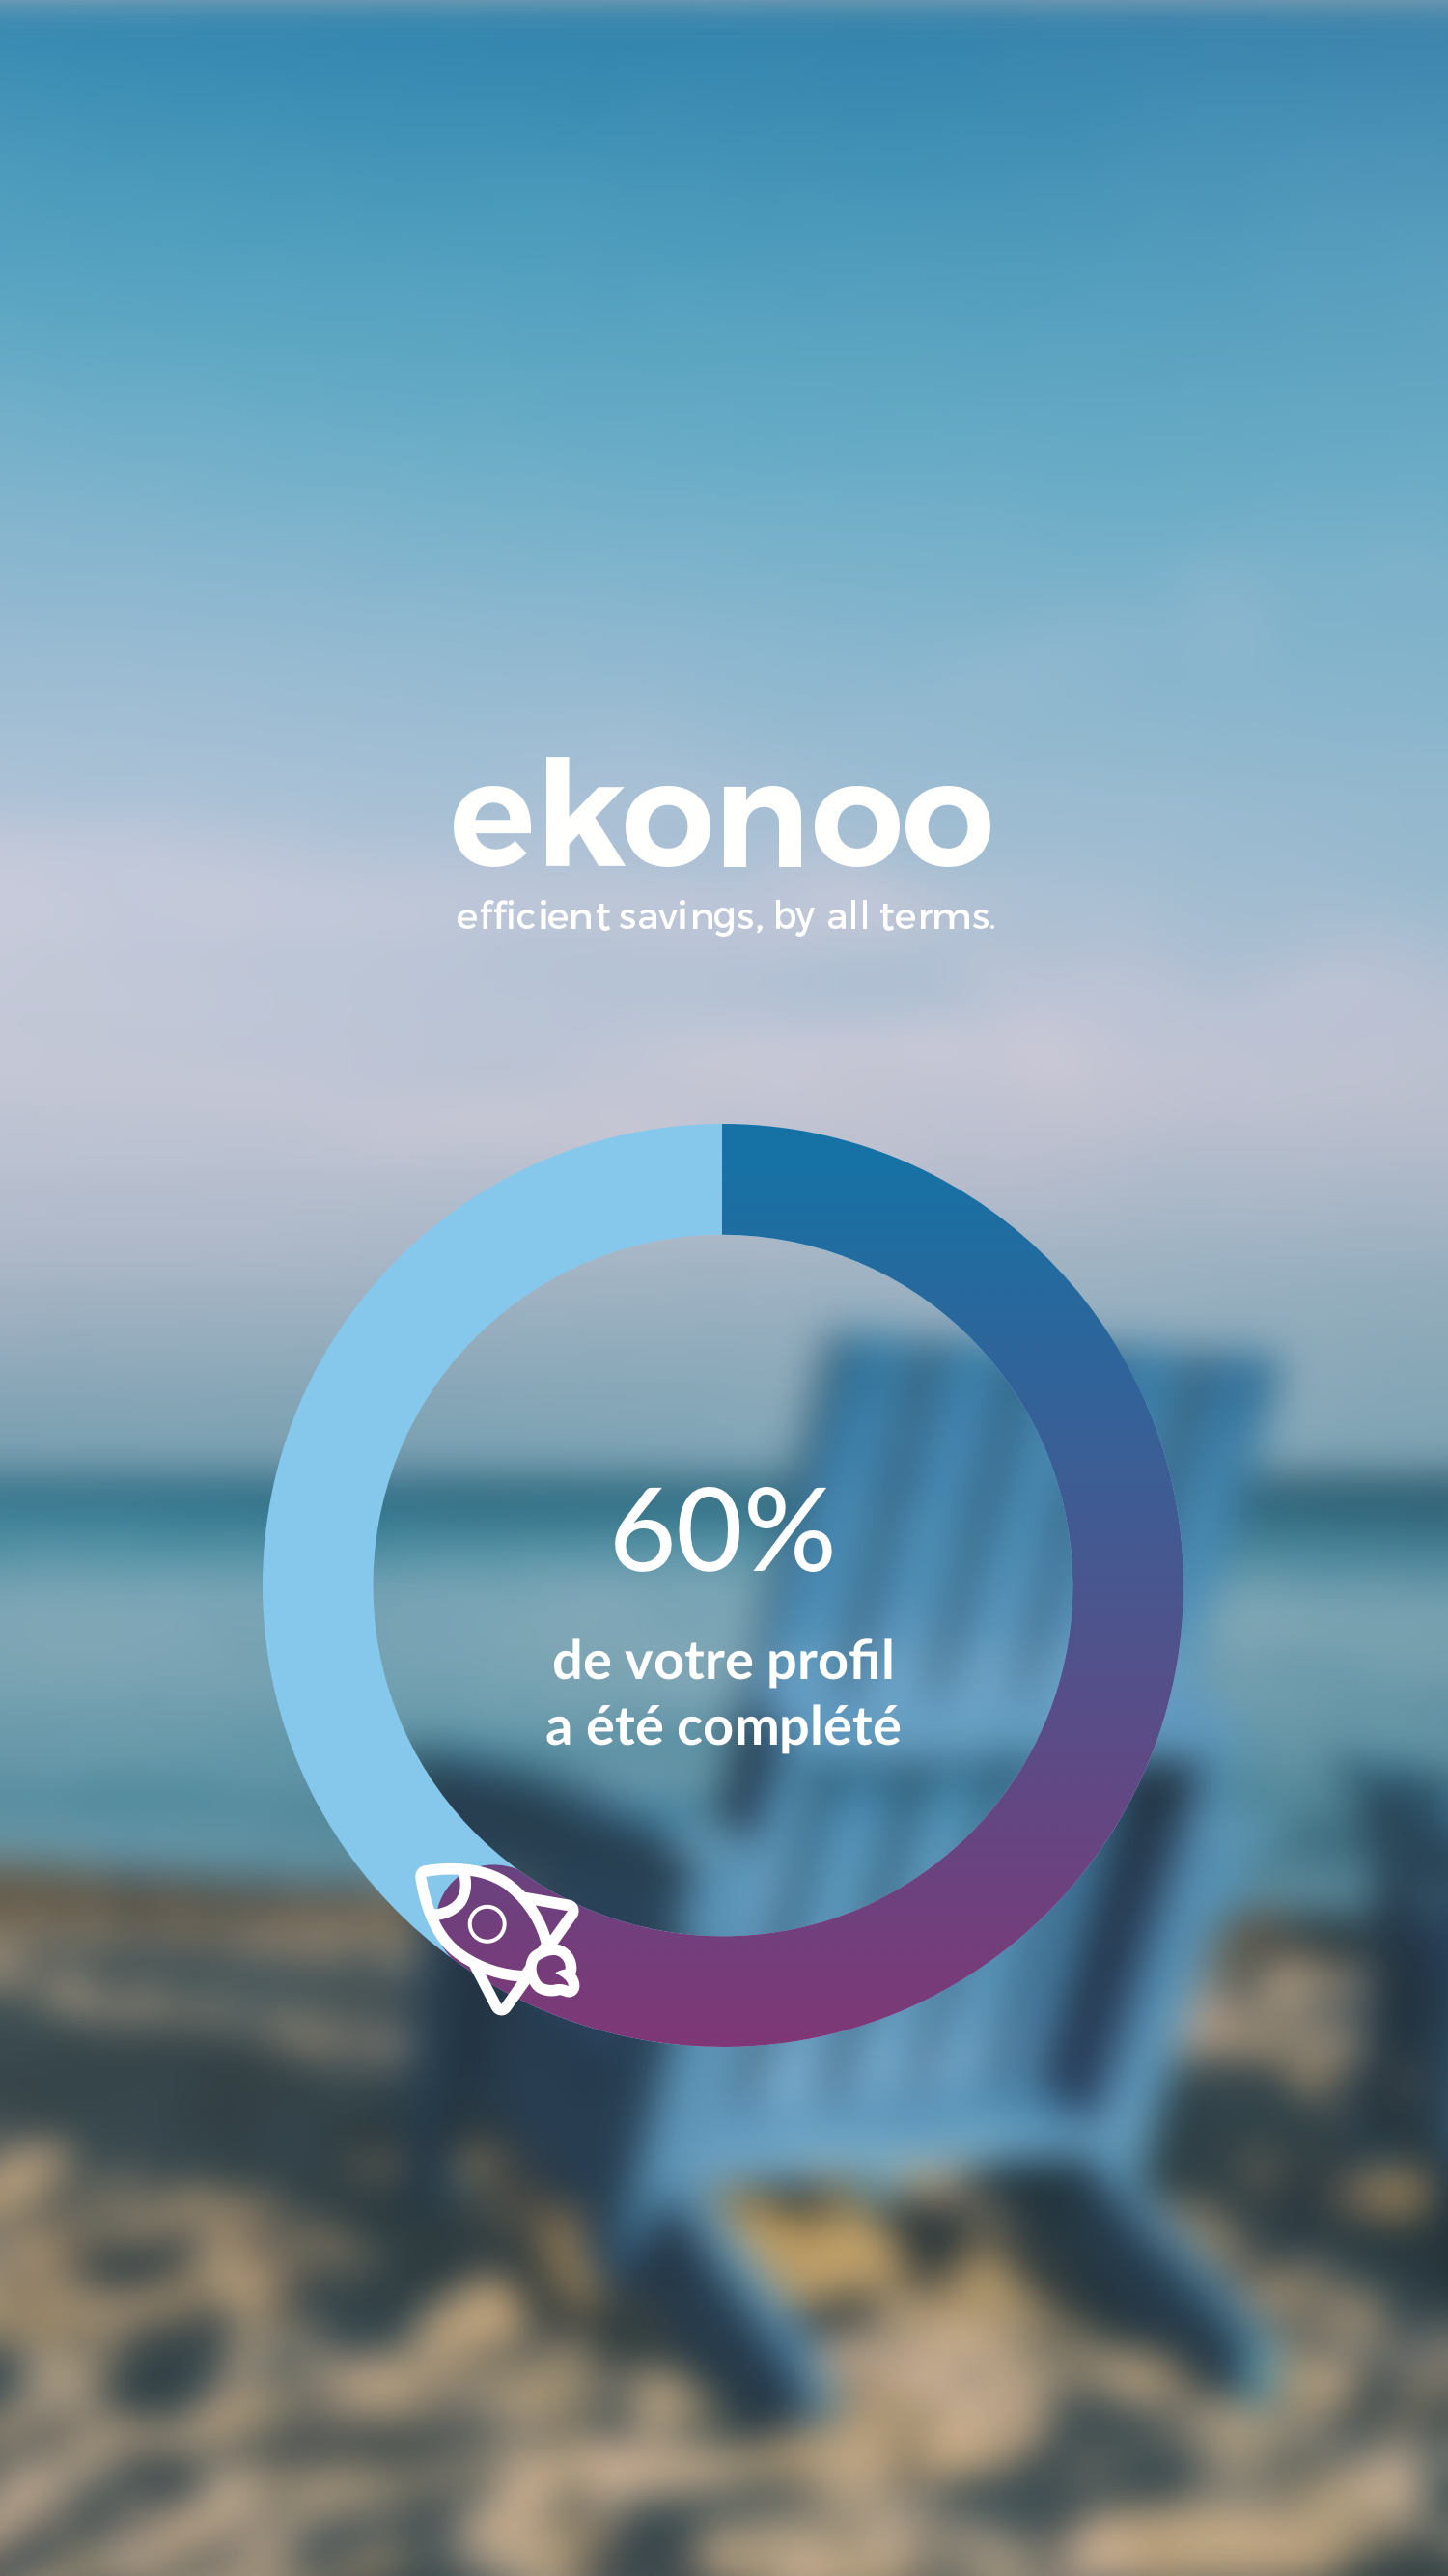 ekonoo
efficient savings, by all terms.
60%
de votre profil
a été complété